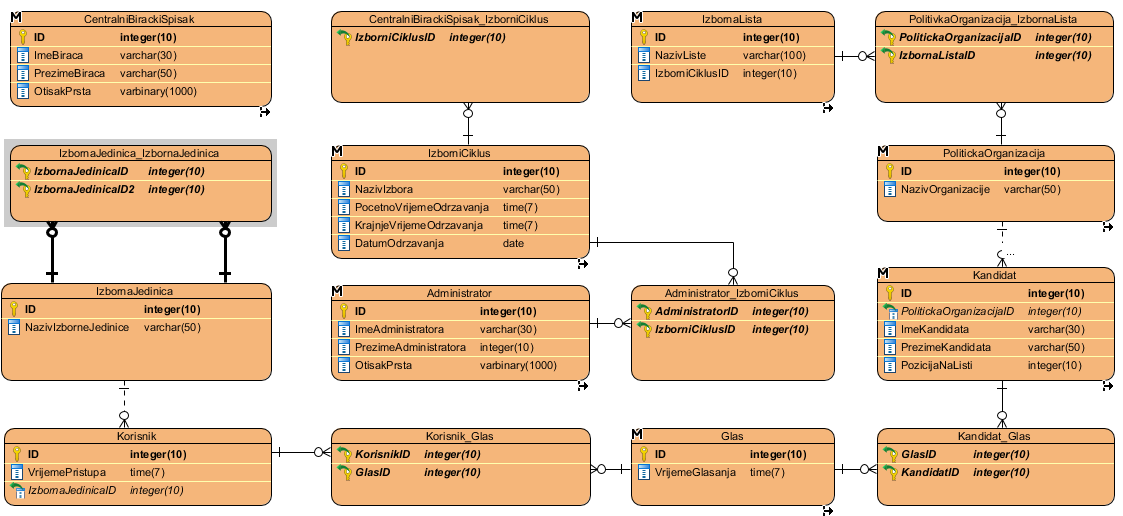 CentralniBirackiSpisak
ID integer(10)
ImeBiraca varchar(30)
PrezimeBiraca varchar(50)
OtisakPrsta varbinary(1000)
CentralniBirackiSpisak_IzborniCiklus
IzborniCiklusID integer(10)
IzbornaLista
ID integer(10)
NazivListe varchar(100)
IzborniCiklusID integer(10)
PolitivkaOrganizacija_IzbornaLista
PolitickaOrganizacijaID integer(10)
IzbornaListaID integer(10)
IzbornaJedinica_IzbornaJedinica
IzbornaJedinicaID integer(10)
IzbornaJedinicaID2 integer(10)
IzborniCiklus
ID integer(10)
NazivIzbora varchar(50)
PocetnoVrijemeOdrzavanja time(7)
KrajnjeVrijemeOdrzavanja time(7)
DatumOdrzavanja date
PolitickaOrganizacija
ID integer(10)
NazivOrganizacije varchar(50)
...
IzbornaJedinica
ID integer(10)
NazivIzborneJedinice varchar(50)
Administrator
ID integer(10)
ImeAdministratora varchar(30)
PrezimeAdministratora integer(10)
OtisakPrsta varbinary(1000)
Administrator_IzborniCiklus
AdministratorID integer(10)
IzborniCiklusID integer(10)
Kandidat
ID integer(10)
PolitickaOrganizacijaID integer(10)
ImeKandidata varchar(30)
PrezimeKandidata varchar(50)
PozicijaNaListi integer(10)
Korisnik
ID integer(10)
VrijemePristupa time(7)
IzbornaJedinicaID integer(10)
Korisnik_Glas
KorisnikID integer(10)
GlasID integer(10)
Glas
ID integer(10)
VrijemeGlasanja time(7)
Kandidat_Glas
GlasID integer(10)
KandidatID integer(10)